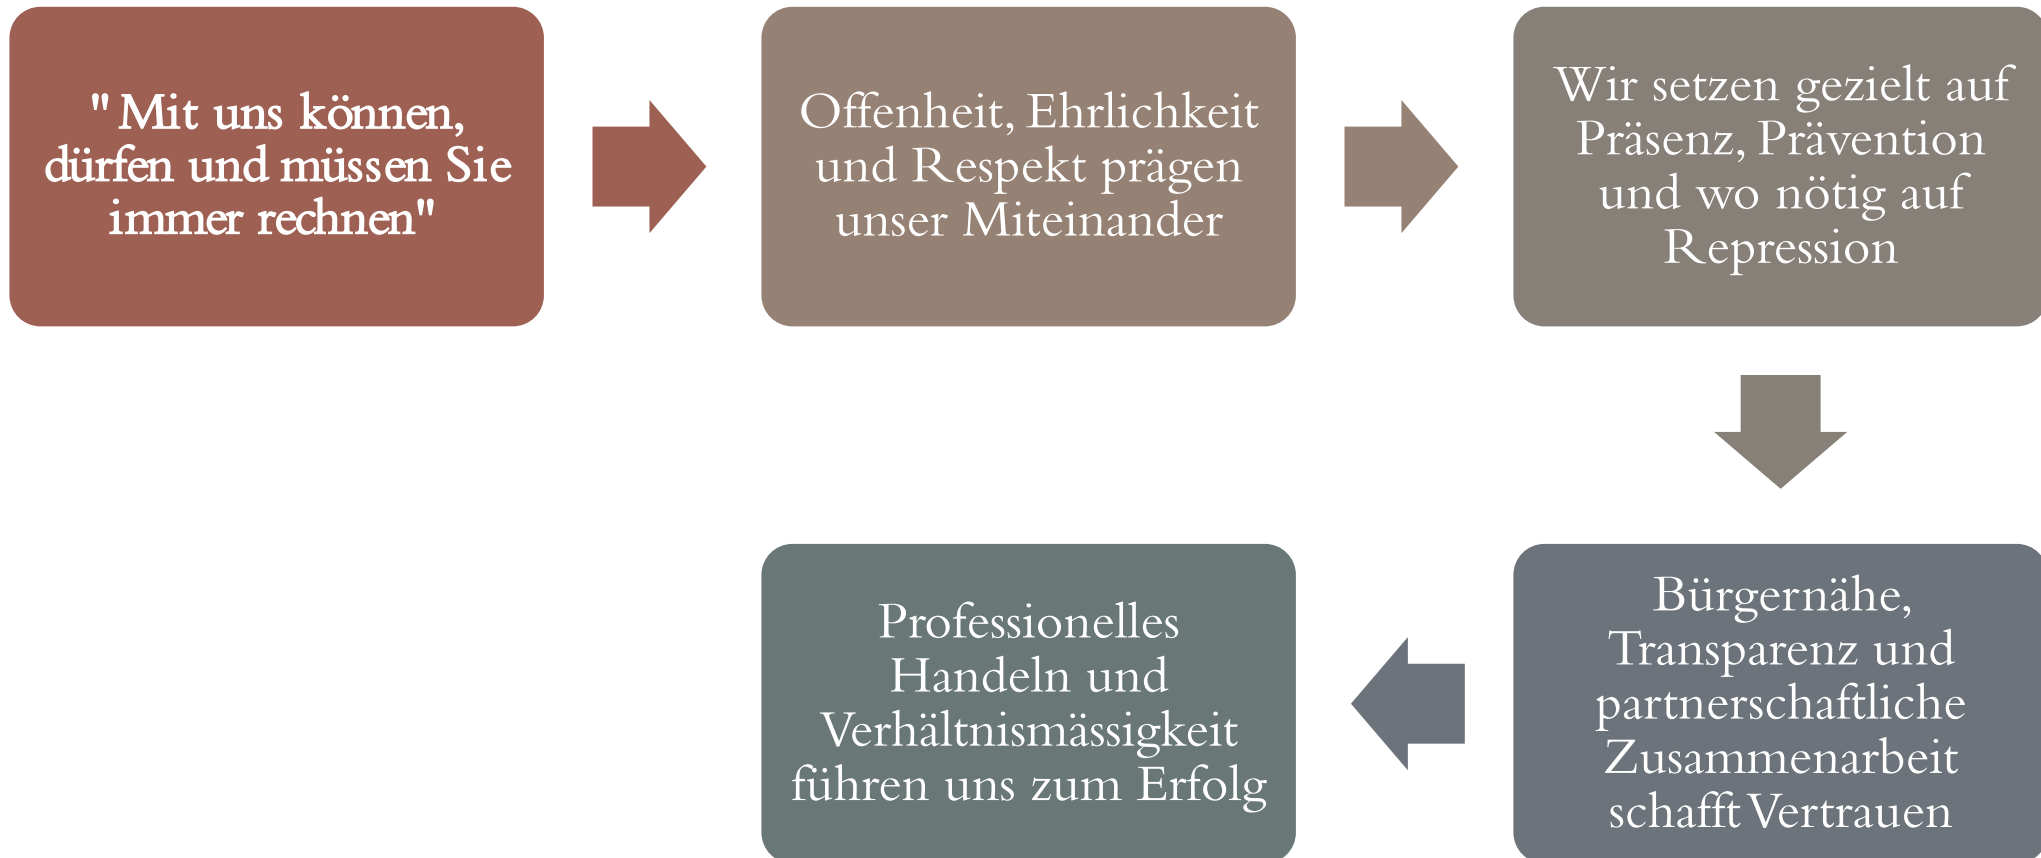 "Mit uns können,
dürfen und müssen Sie
immer rechnen"
Offenheit, Ehrlichkeit
und Respekt prägen
unser Miteinander
Wir setzen gezielt auf
Präsenz, Prävention
und wo nötig auf
Repression
Bürgernähe,
Transparenz und
partnerschaftliche
Zusammenarbeit
schafft Vertrauen
Professionelles
Handeln und
Verhältnismässigkeit
führen uns zum Erfolg